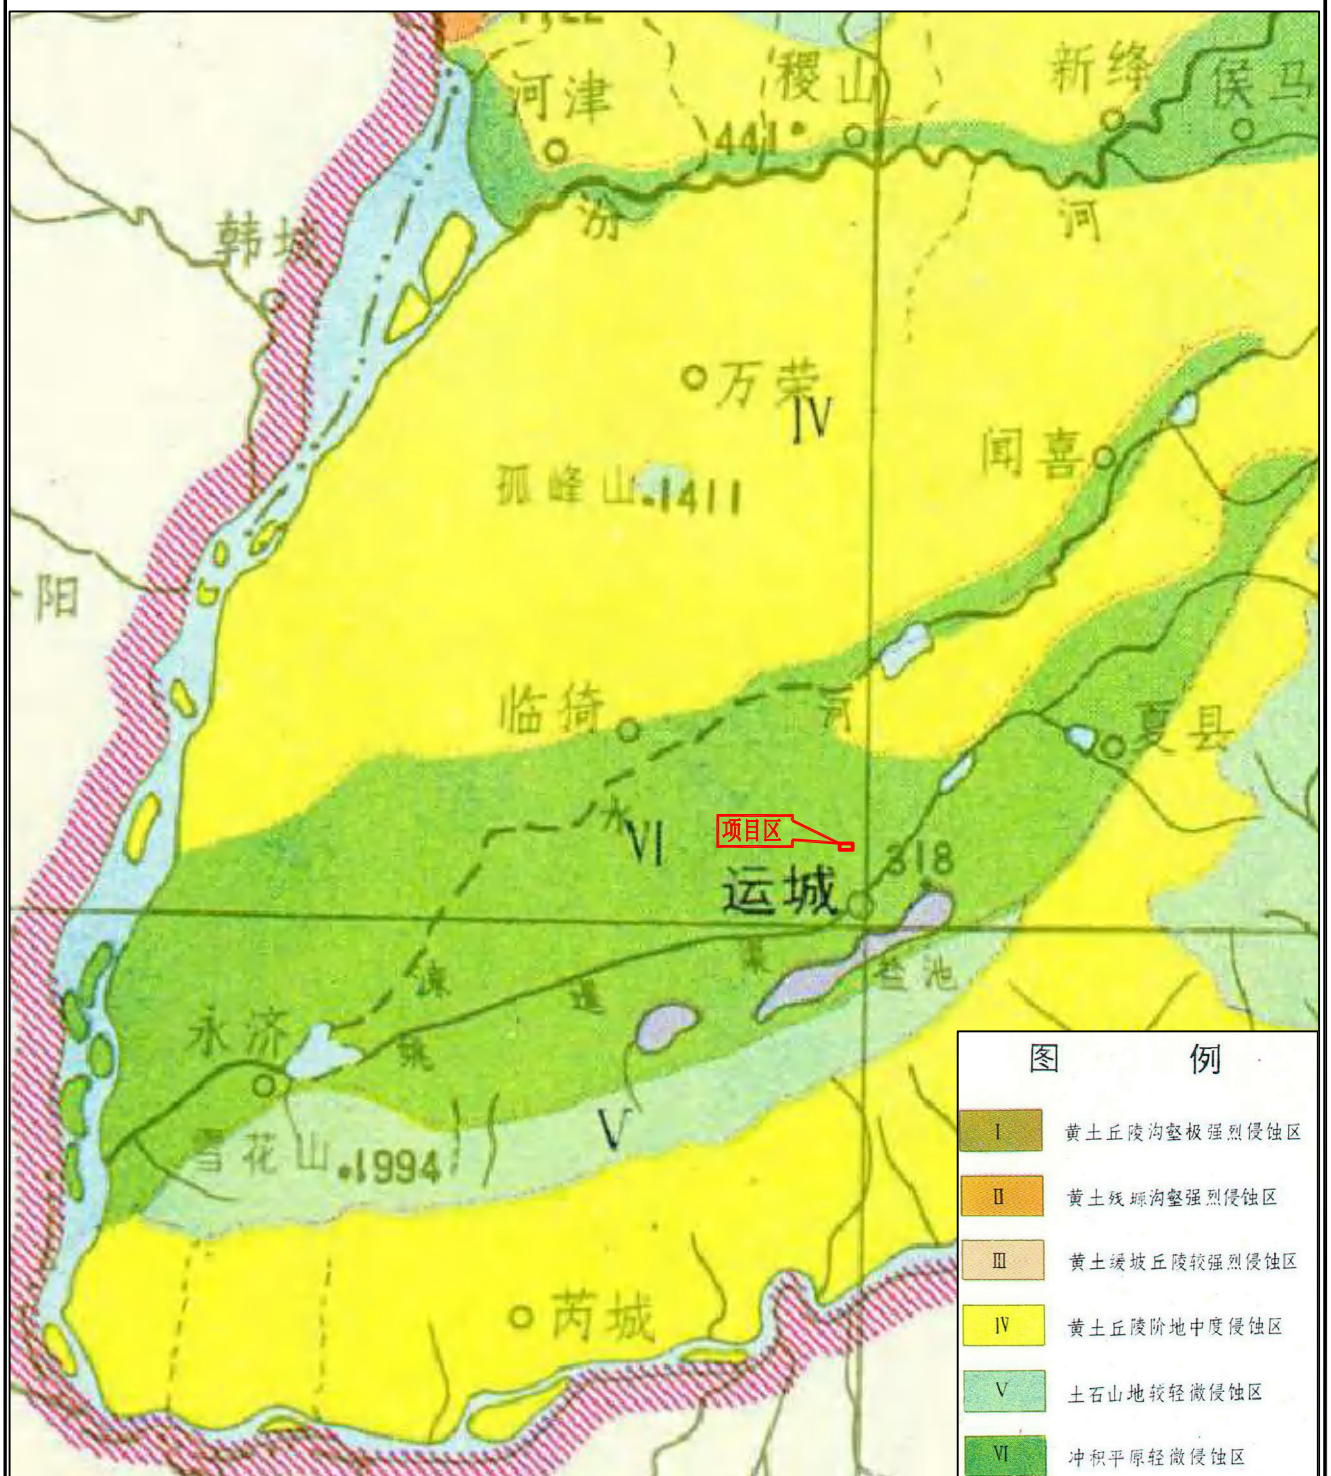 1122
河津
稷山
新绛
侯马
441
汾
河
韩城
万荣
IV
闻喜
孤峰山 .1411
阳
临猗
河
夏县
水
VI
项目区
318
运城
渠
盐池
涑
运
姚
永济
V
雪花山 .1994
芮城
图 例
I 黄土丘陵沟壑极强烈侵蚀区
II 黄土残塬沟壑强烈侵蚀区
III 黄土缓坡丘陵较强烈侵蚀区
IV 黄土丘陵阶地中度侵蚀区
V 土石山地较轻微侵蚀区
VI 冲积平原轻微侵蚀区